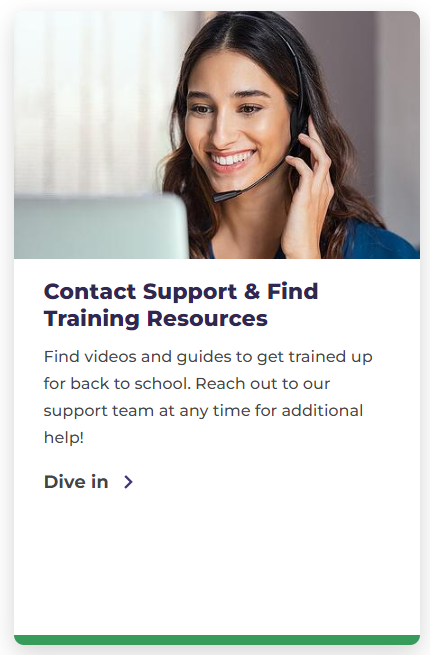 Contact Support & Find
Training Resources
Find videos and guides to get trained up
for back to school. Reach out to our
support team at any time for additional
help!
Dive in